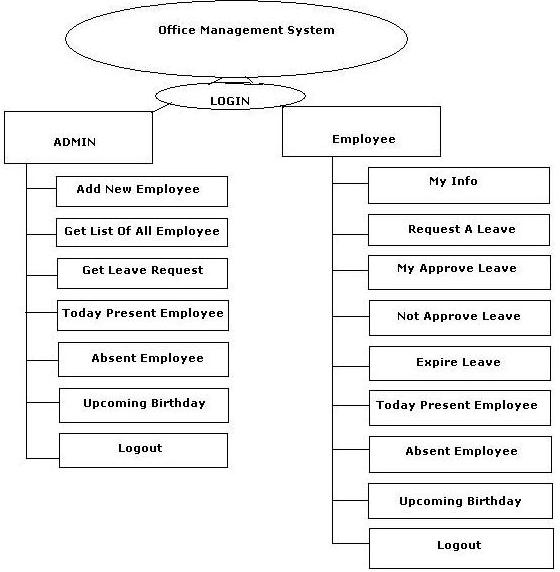 Office Management System
LOGIN
ADMIN
Add New Employee
Get List Of All Employee
Get Leave Request
Today Present Employee
Absent Employee
Upcoming Birthday
Logout
Employee
My Info
Request A Leave
My Approve Leave
Not Approve Leave
Expire Leave
Today Present Employee
Absent Employee
Upcoming Birthday
Logout